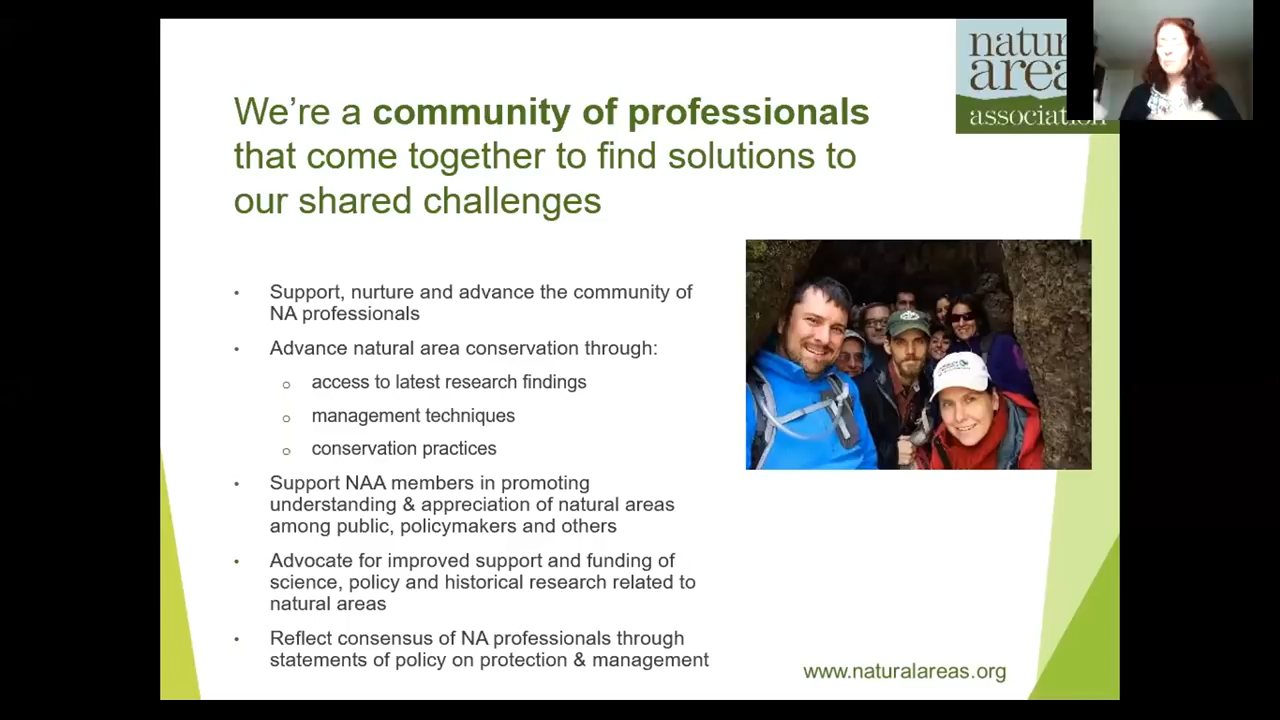 natur
area
association
We're a community of professionals
that come together to find solutions to
our shared challenges
• Support, nurture and advance the community of
NA professionals
• Advance natural area conservation through:
o access to latest research findings
o management techniques
o conservation practices
• Support NAA members in promoting
understanding & appreciation of natural areas
among public, policymakers and others
• Advocate for improved support and funding of
science, policy and historical research related to
natural areas
• Reflect consensus of NA professionals through
statements of policy on protection & management
www.naturalareas.org